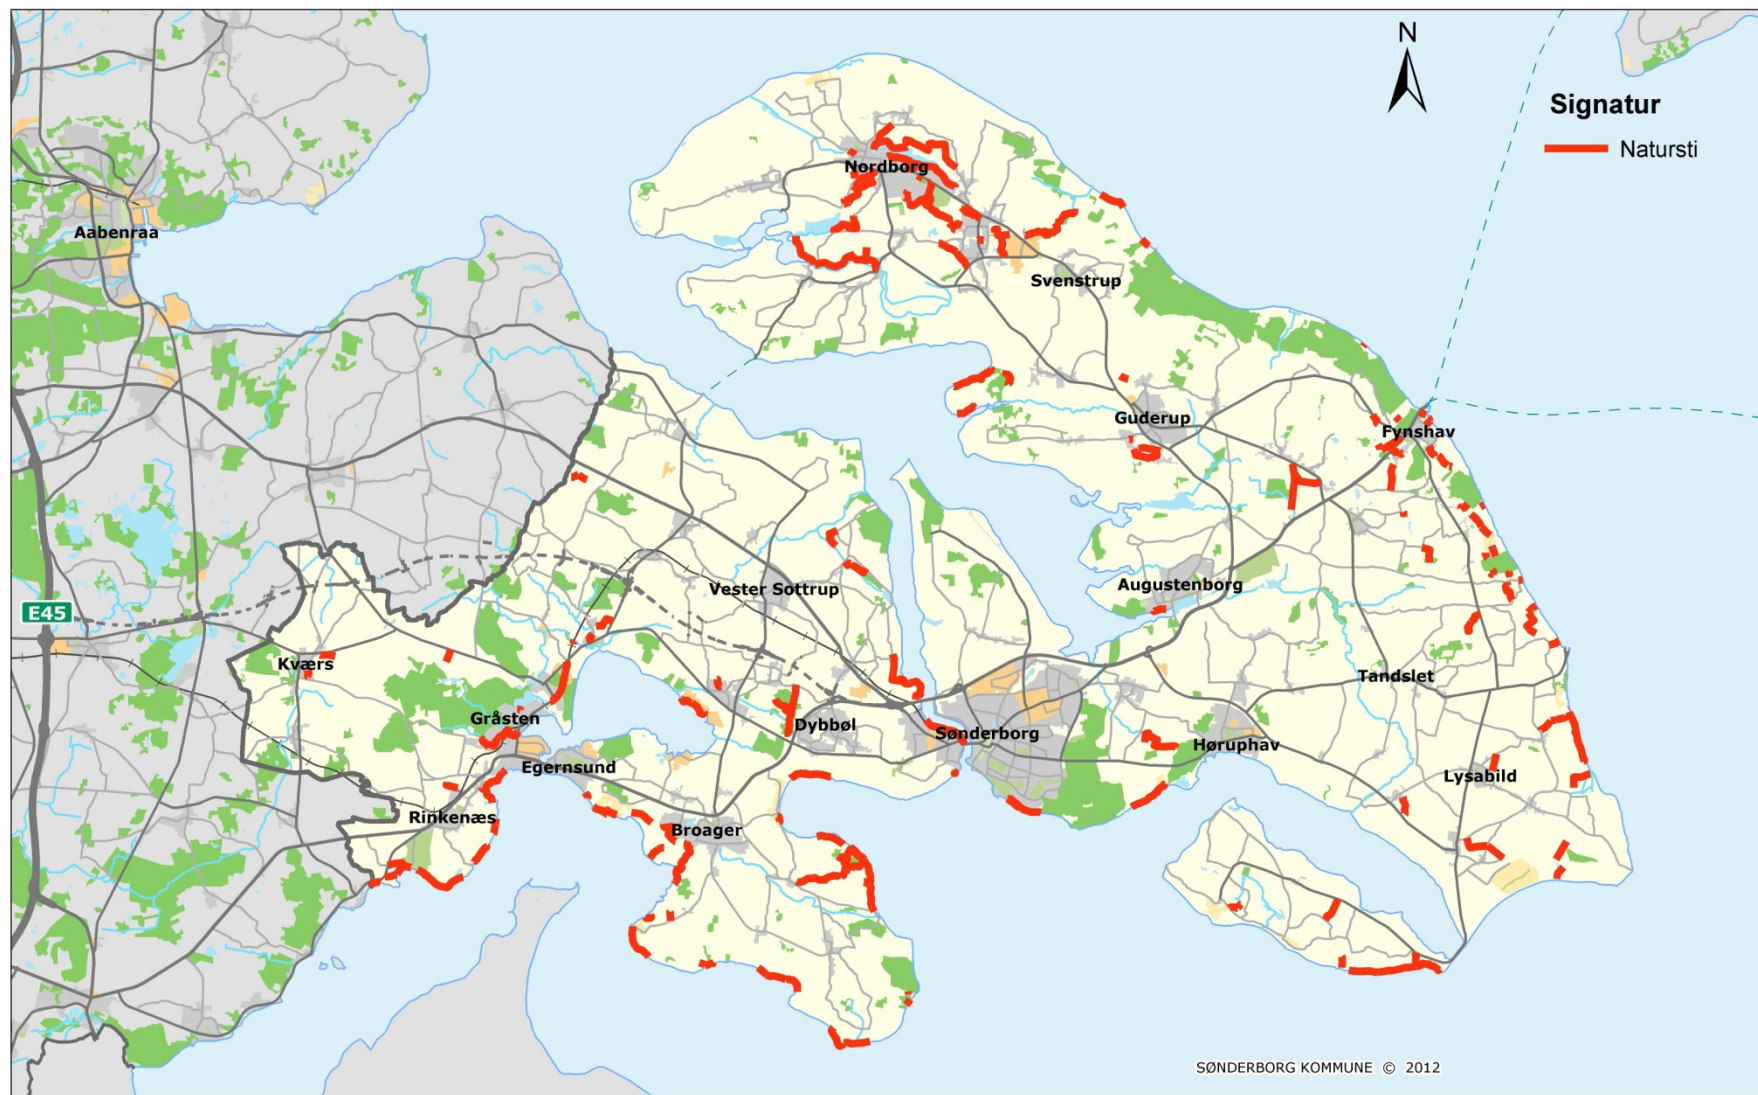 N
Signatur
Natursti
Nordborg
Aabenraa
Svenstrup
Guderup
Fynshav
Augustenborg
Vester Sottrup
E45
Kværs
Tandslet
Gråsten
Dybbøl
Sønderborg
Høruphav
Egernsund
Lysabild
Rinkenæs
Broager
SØNDERBORG KOMMUNE © 2012